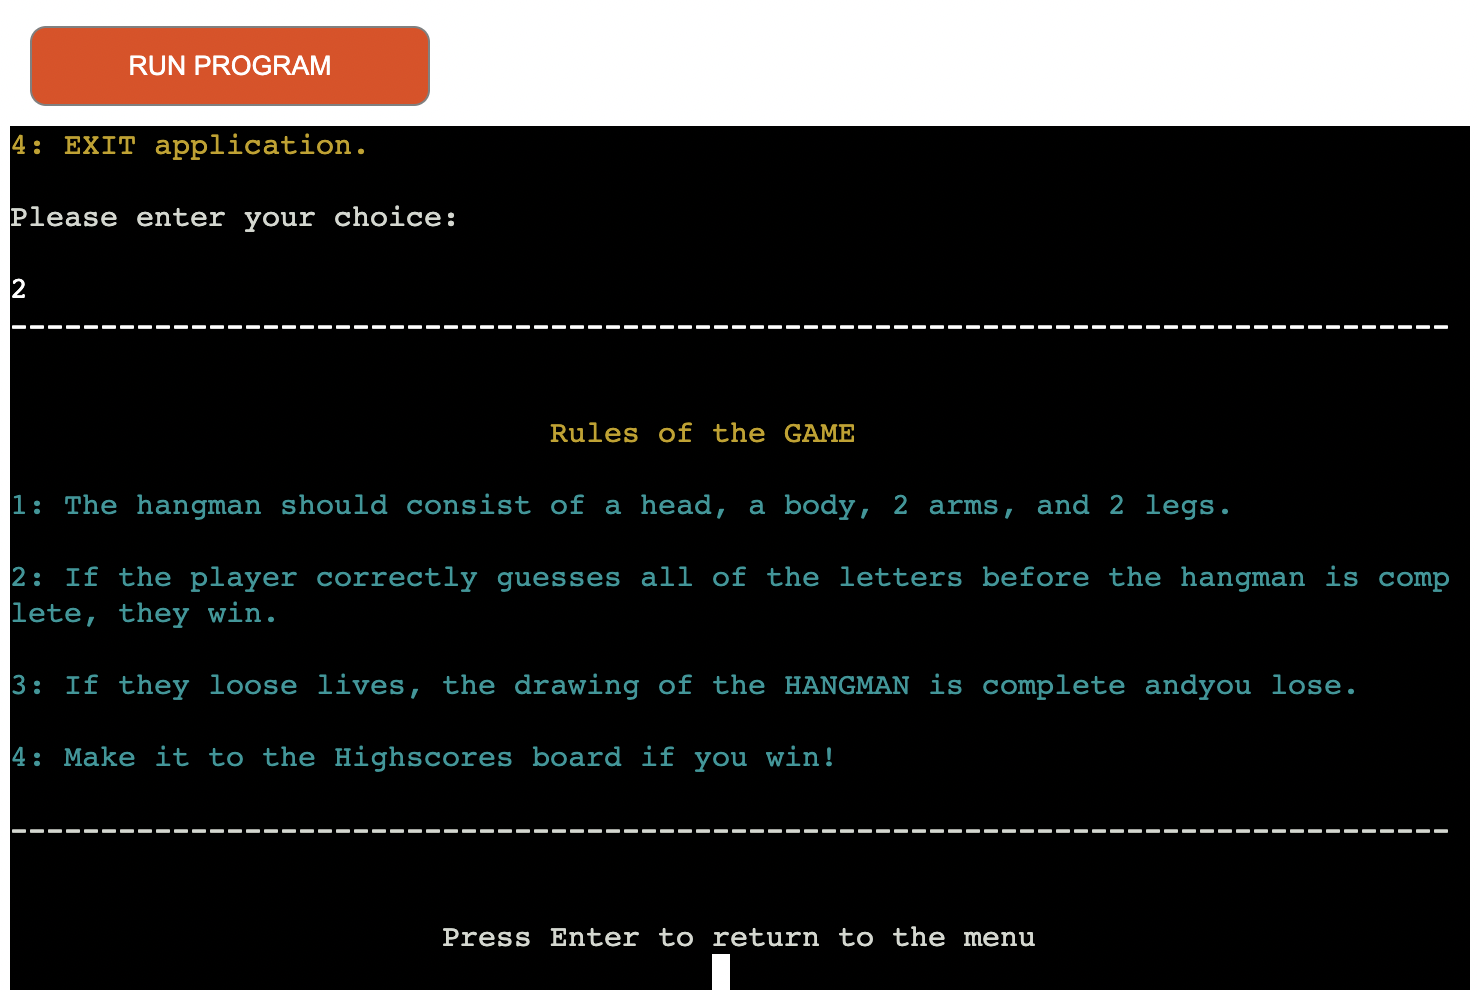 RUN PROGRAM
4: EXIT application.
Please enter your choice:
2
--------------------------------------------------------------------------------
Rules of the GAME
1: The hangman should consist of a head, a body, 2 arms, and 2 legs.
2: If the player correctly guesses all of the letters before the hangman is comp
lete, they win.
3: If they loose lives, the drawing of the HANGMAN is complete andyou lose.
4: Make it to the Highscores board if you win!
--------------------------------------------------------------------------------
Press Enter to return to the menu